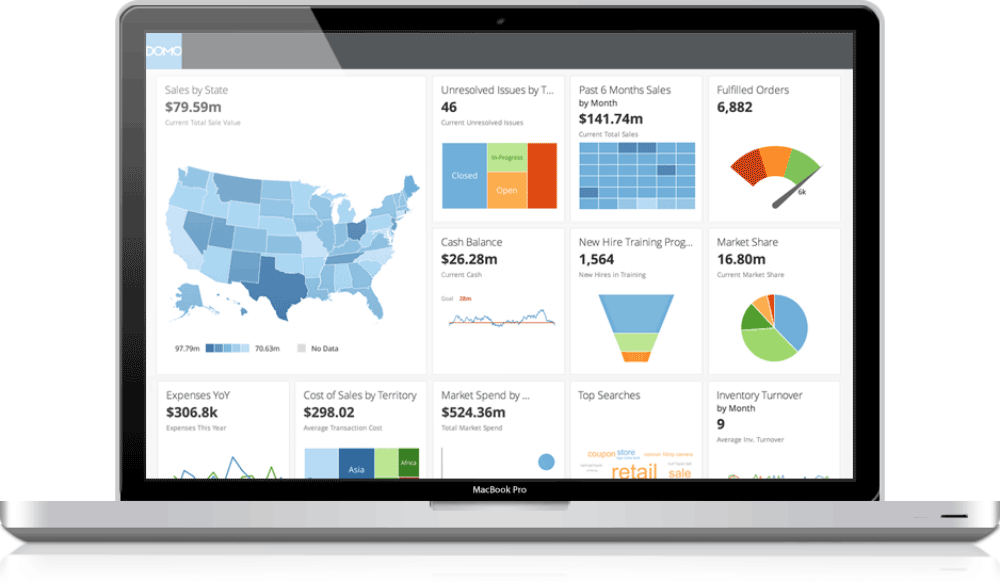 DOMO
Sales by State
$79.59m
Current Total Sale Value
97.79m
70.63m
No Data
Unresolved Issues by T...
46
Current Unresolved Issues
Closed
In-Progress
Open
Past 6 Months Sales
by Month
$141.74m
Current Total Sales
Fulfilled Orders
6,882
6k
Cash Balance
$26.28m
Current Cash
Goal 28m
New Hire Training Prog...
1,564
New Hires in Training
Market Share
16.80m
Current Market Share
Expenses YoY
$306.8k
Expenses This Year
Cost of Sales by Territory
$298.02
Average Transaction Cost
Asia
Africa
Market Spend by ...
$524.36m
Total Market Spend
Top Searches
coupon store
retail sale
Inventory Turnover
by Month
9
Average Inv. Turnover
MacBook Pro